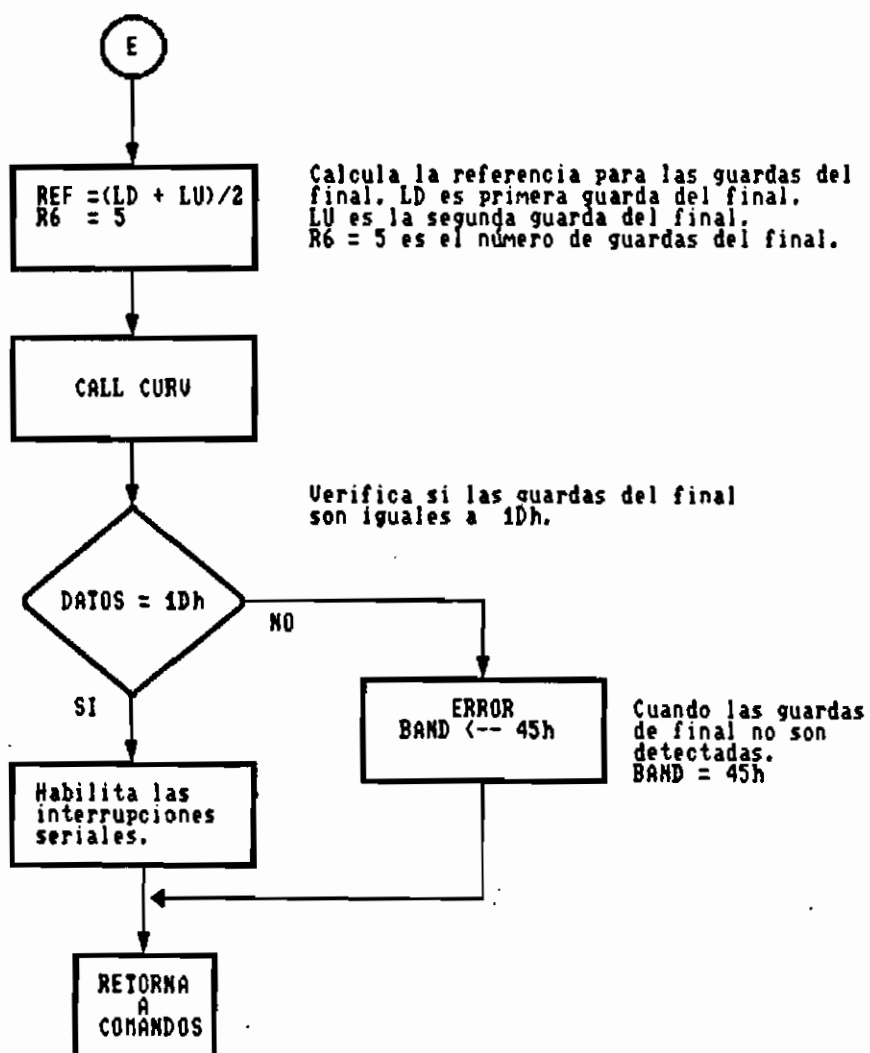 E
REF =(LD + LU)/2
R6 = 5
Calcula la referencia para las guardas del
final. LD es primera guarda del final.
LU es la segunda guarda del final.
R6 = 5 es el número de guardas del final.
CALL CURV
Verifica si las guardas del final
son iguales a 1Dh.
DATOS = 1Dh
NO
SI
ERROR
BAND <-- 45h
Cuando las guardas
de final no son
detectadas.
BAND = 45h
Habilita las
interrupciones
seriales.
RETORNA
A
COMANDOS